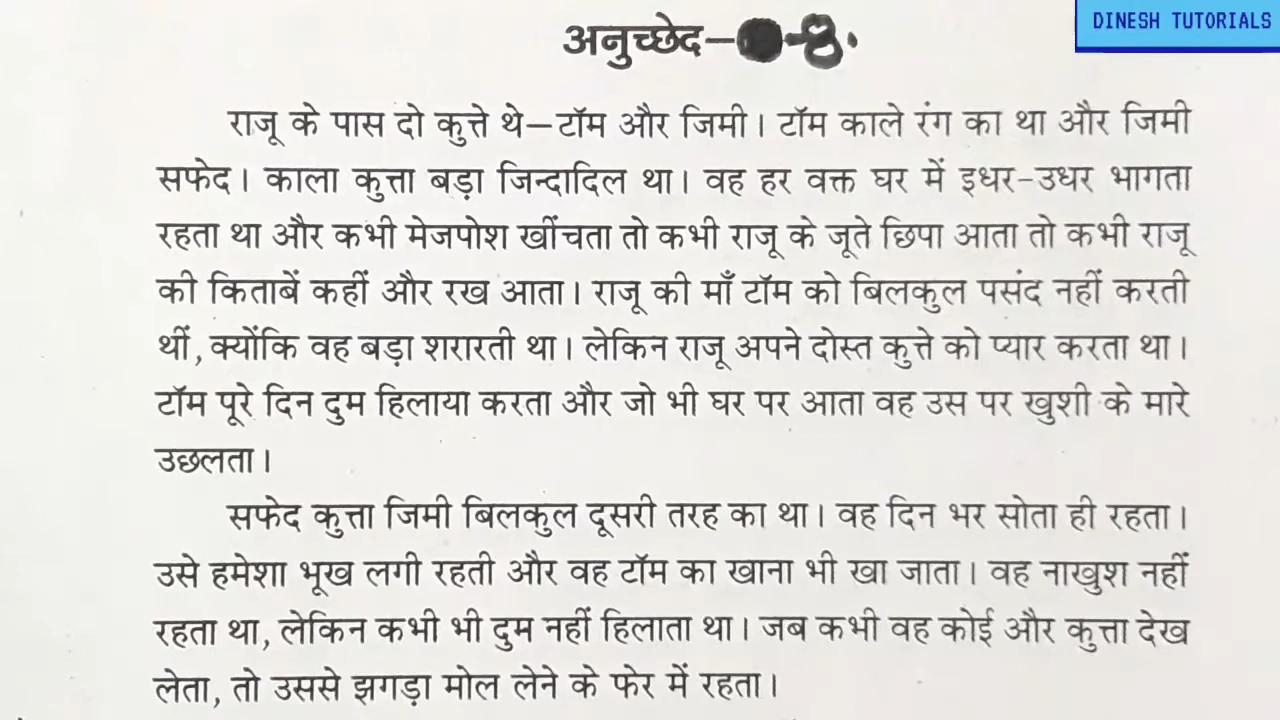 DINESH TUTORIALS
अनुच्छेद–8.
राजू के पास दो कुत्ते थे–टॉम और जिमी। टॉम काले रंग का था और जिमी
सफेद। काला कुत्ता बड़ा जिन्दादिल था। वह हर वक्त घर में इधर-उधर भागता
रहता था और कभी मेजपोश खींचता तो कभी राजू के जूते छिपा आता तो कभी राजू
की किताबें कहीं और रख आता। राजू की माँ टॉम को बिलकुल पसंद नहीं करती
थीं, क्योंकि वह बड़ा शरारती था। लेकिन राजू अपने दोस्त कुत्ते को प्यार करता था।
टॉम पूरे दिन दुम हिलाया करता और जो भी घर पर आता वह उस पर खुशी के मारे
उछलता।
सफेद कुत्ता जिमी बिलकुल दूसरी तरह का था। वह दिन भर सोता ही रहता।
उसे हमेशा भूख लगी रहती और वह टॉम का खाना भी खा जाता। वह नाखुश नहीं
रहता था, लेकिन कभी भी दुम नहीं हिलाता था। जब कभी वह कोई और कुत्ता देख
लेता, तो उससे झगड़ा मोल लेने के फेर में रहता।